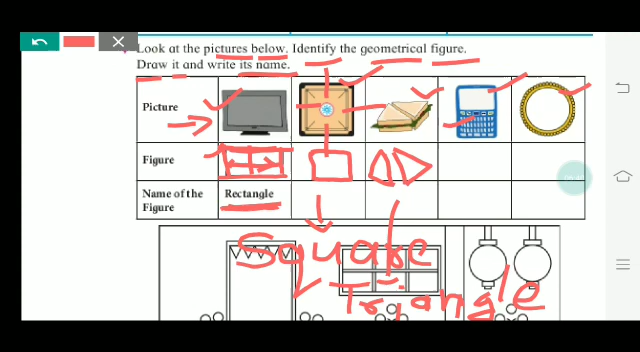 Look at the pictures below. Identify the geometrical figure.
Draw it and write its name.
Picture
Figure
Name of the
Figure
Rectangle
Square
Triangle